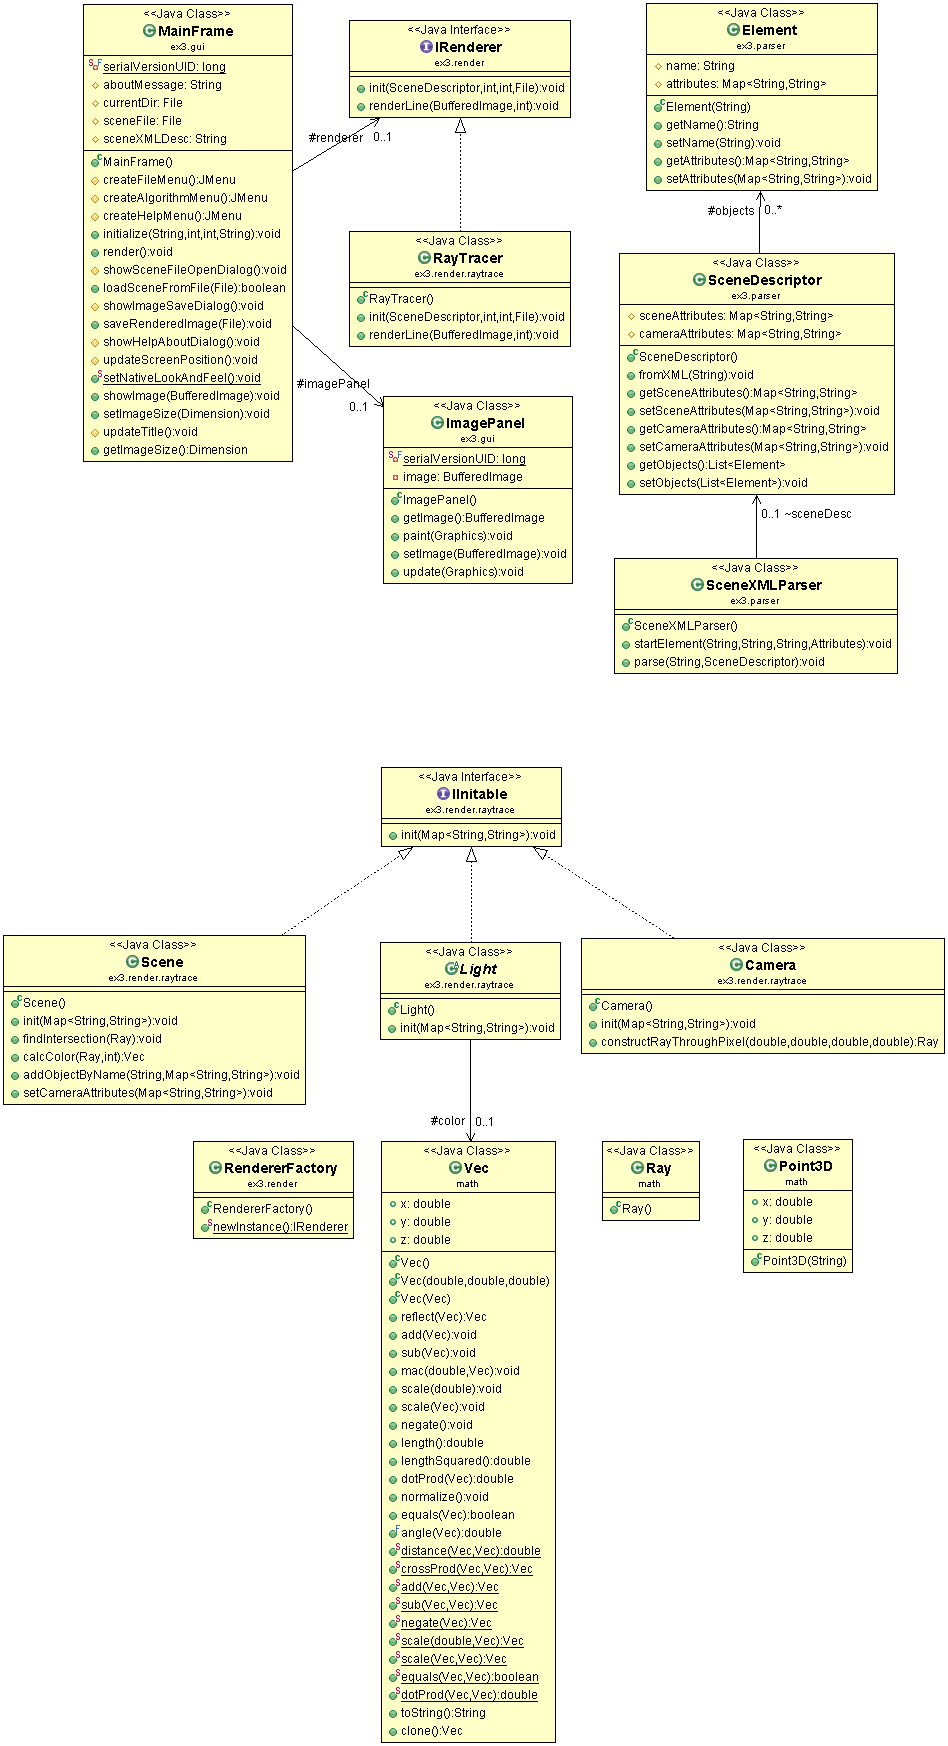 <<Java Class>>
MainFrame
ex3.gui
serialVersionUID: long
aboutMessage: String
currentDir: File
sceneFile: File
sceneXMLDesc: String
MainFrame()
createFileMenu():JMenu
createAlgorithmMenu():JMenu
createHelpMenu():JMenu
initialize(String,int,int,String):void
render():void
showSceneFileOpenDialog():void
loadSceneFromFile(File):boolean
showImageSaveDialog():void
saveRenderedImage(File):void
showHelpAboutDialog():void
updateScreenPosition():void
setNativeLookAndFeel():void
showImage(BufferedImage):void
setImageSize(Dimension):void
updateTitle():void
getImageSize():Dimension
#renderer 0..1
#imagePanel
0..1
<<Java Interface>>
IRenderer
ex3.render
init(SceneDescriptor,int,int,File):void
renderLine(BufferedImage,int):void
<<Java Class>>
RayTracer
ex3.render.raytrace
RayTracer()
init(SceneDescriptor,int,int,File):void
renderLine(BufferedImage,int):void
<<Java Class>>
ImagePanel
ex3.gui
serialVersionUID: long
image: BufferedImage
ImagePanel()
getImage():BufferedImage
paint(Graphics):void
setImage(BufferedImage):void
update(Graphics):void
<<Java Class>>
Element
ex3.parser
name: String
attributes: Map<String,String>
Element(String)
getName():String
setName(String):void
getAttributes():Map<String,String>
setAttributes(Map<String,String>):void
#objects 0..*
<<Java Class>>
SceneDescriptor
ex3.parser
sceneAttributes: Map<String,String>
cameraAttributes: Map<String,String>
SceneDescriptor()
fromXML(String):void
getSceneAttributes():Map<String,String>
setSceneAttributes(Map<String,String>):void
getCameraAttributes():Map<String,String>
setCameraAttributes(Map<String,String>):void
getObjects():List<Element>
setObjects(List<Element>):void
0..1 ~sceneDesc
<<Java Class>>
SceneXMLParser
ex3.parser
SceneXMLParser()
startElement(String,String,String,Attributes):void
parse(String,SceneDescriptor):void
<<Java Interface>>
IInitable
ex3.render.raytrace
init(Map<String,String>):void
<<Java Class>>
Scene
ex3.render.raytrace
Scene()
init(Map<String,String>):void
findIntersection(Ray):void
calcColor(Ray,int):Vec
addObjectByName(String,Map<String,String>):void
setCameraAttributes(Map<String,String>):void
<<Java Class>>
Light
ex3.render.raytrace
Light()
init(Map<String,String>):void
<<Java Class>>
Camera
ex3.render.raytrace
Camera()
init(Map<String,String>):void
constructRayThroughPixel(double,double,double,double):Ray
#color 0..1
<<Java Class>>
RendererFactory
ex3.render
RendererFactory()
newInstance():IRenderer
<<Java Class>>
Vec
math
x: double
y: double
z: double
Vec()
Vec(double,double,double)
Vec(Vec)
reflect(Vec):Vec
add(Vec):void
sub(Vec):void
mac(double,Vec):void
scale(double):void
scale(Vec):void
negate():void
length():double
lengthSquared():double
dotProd(Vec):double
normalize():void
equals(Vec):boolean
angle(Vec):double
distance(Vec,Vec):double
crossProd(Vec,Vec):Vec
add(Vec,Vec):Vec
sub(Vec,Vec):Vec
negate(Vec):Vec
scale(double,Vec):Vec
scale(Vec,Vec):Vec
equals(Vec,Vec):boolean
dotProd(Vec,Vec):double
toString():String
clone():Vec
<<Java Class>>
Ray
math
Ray()
<<Java Class>>
Point3D
math
x: double
y: double
z: double
Point3D(String)